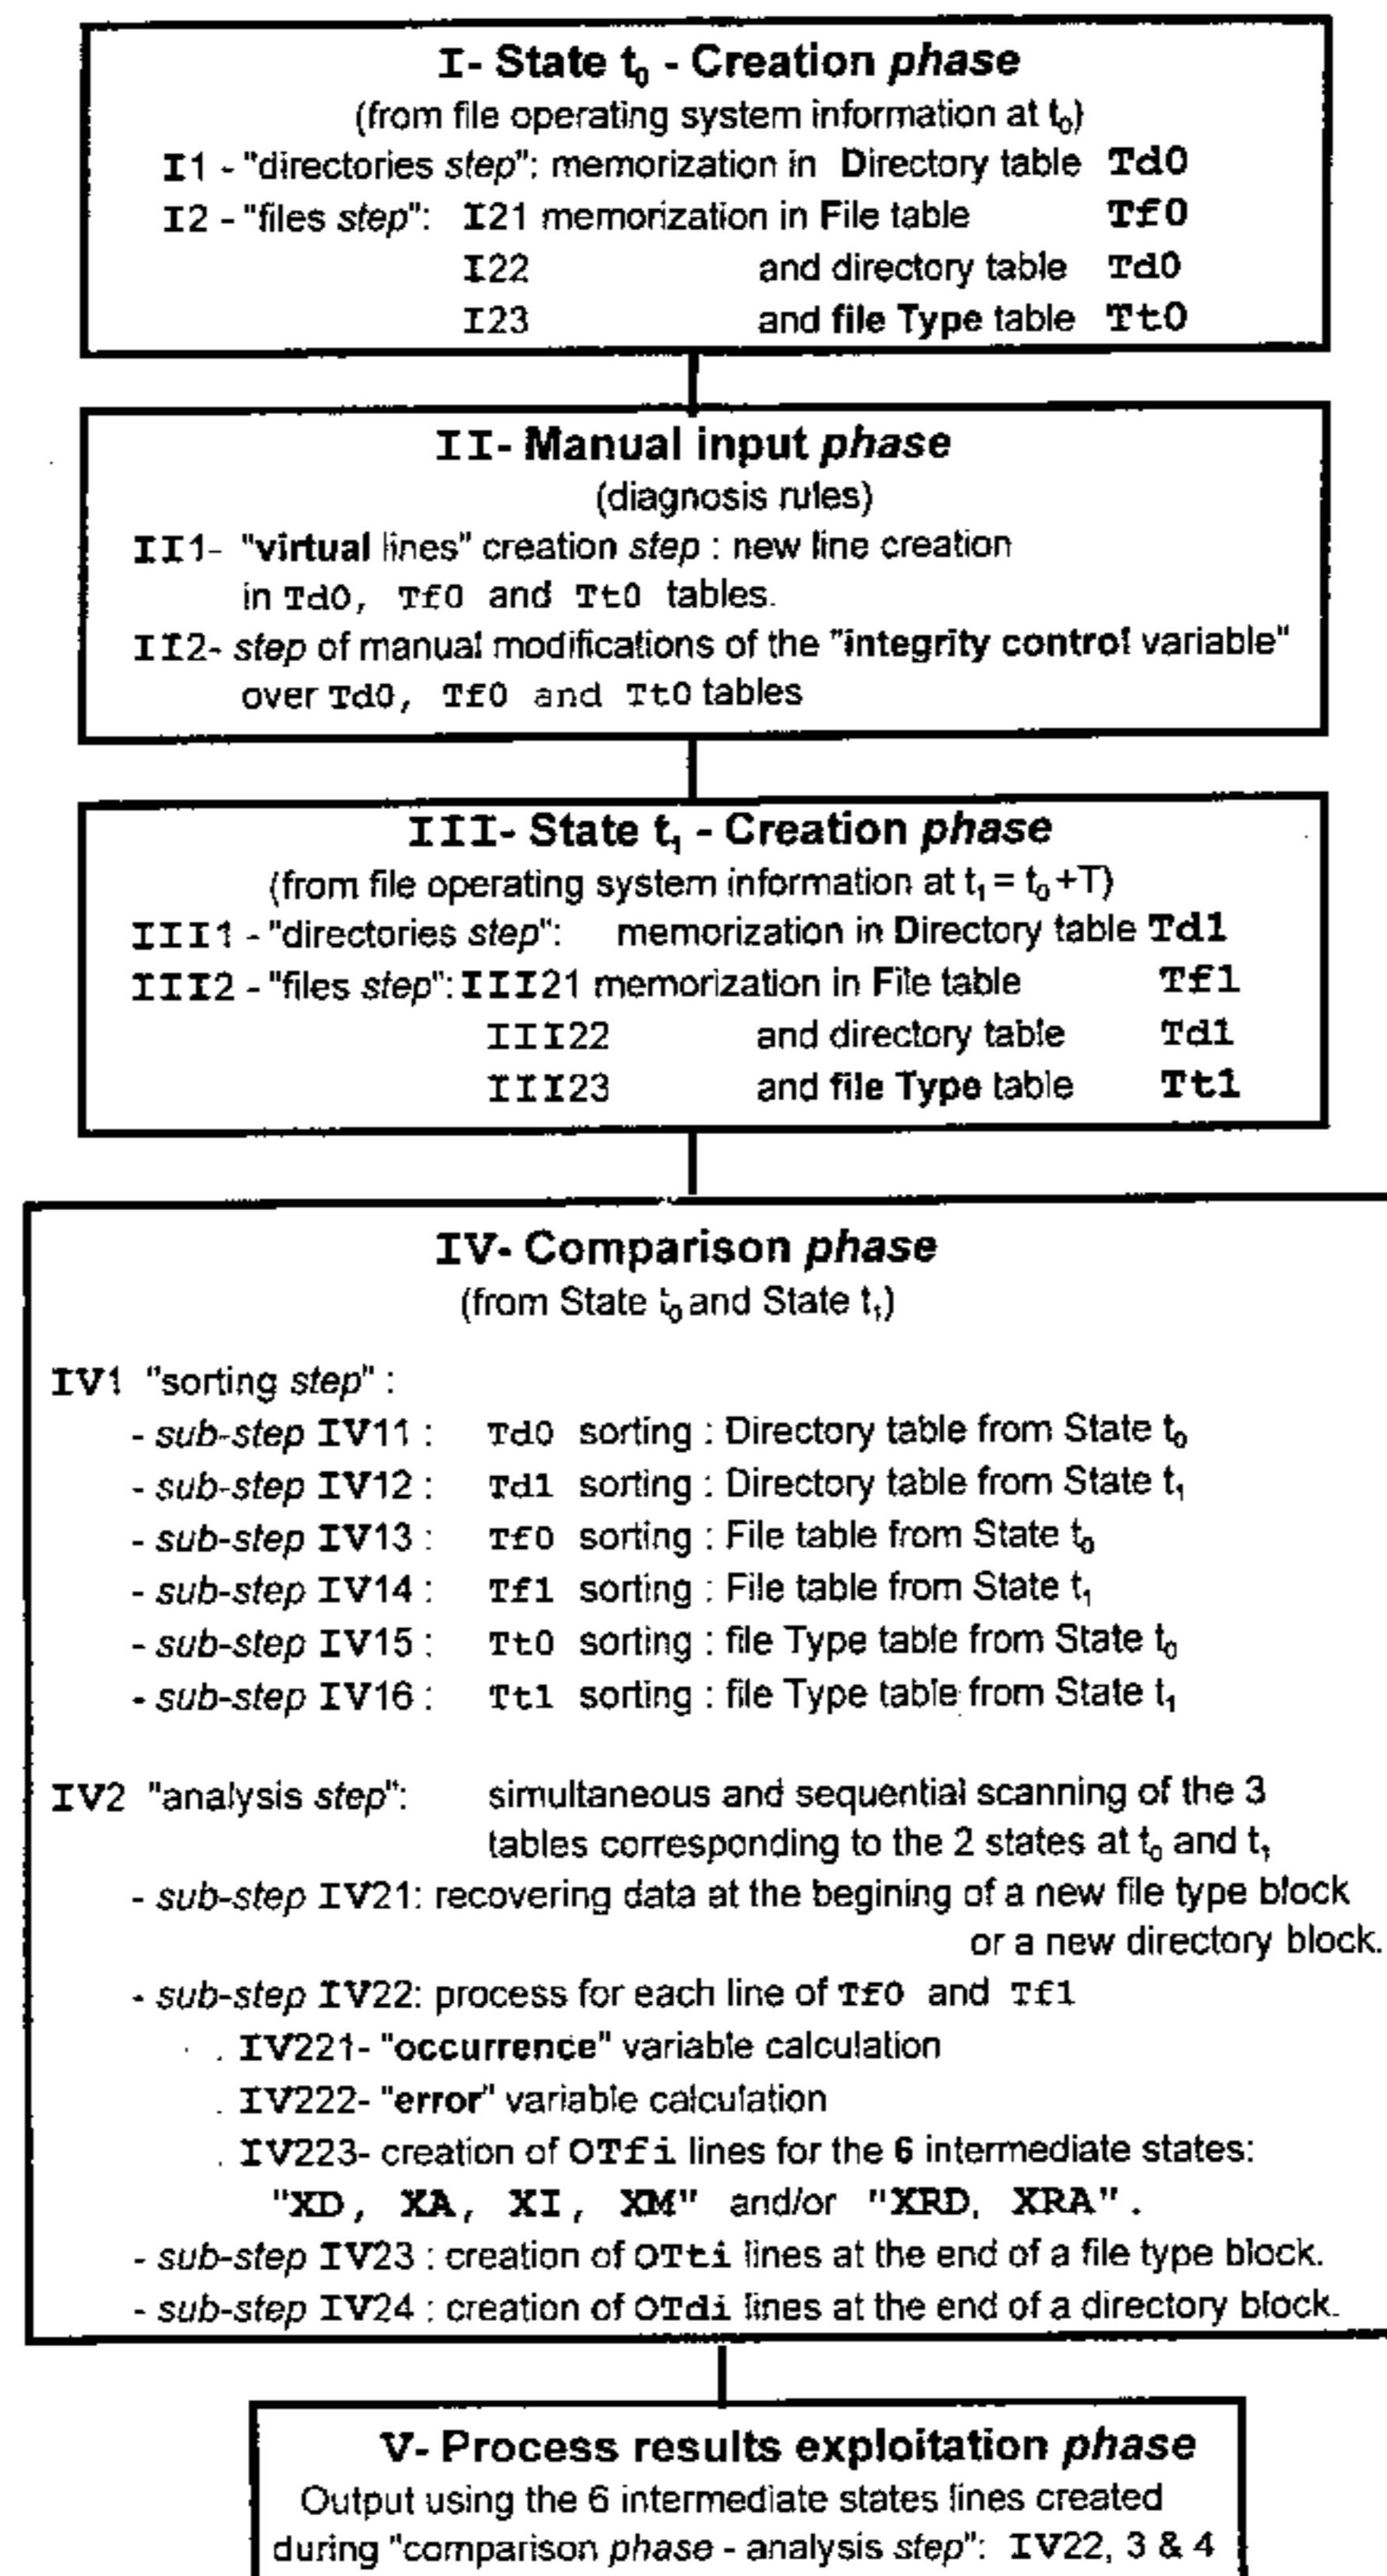 I- State t₀ - Creation phase
(from file operating system information at t₀)
I1 - "directories step": memorization in Directory table Td0
I2 - "files step": I21 memorization in File table Tf0
I22 and directory table Td0
I23 and file Type table Tt0
II- Manual input phase
(diagnosis rules)
II1- "virtual lines" creation step : new line creation
in Td0, Tf0 and Tt0 tables.
II2- step of manual modifications of the "integrity control variable"
over Td0, Tf0 and Tt0 tables
III- State t₁ - Creation phase
(from file operating system information at t₁ = t₀ +T)
III1 - "directories step": memorization in Directory table Td1
III2 - "files step": III21 memorization in File table Tf1
III22 and directory table Td1
III23 and file Type table Tt1
IV- Comparison phase
(from State t₀ and State t₁)
IV1 "sorting step" :
- sub-step IV11 : Td0 sorting : Directory table from State t₀
- sub-step IV12 : Td1 sorting : Directory table from State t₁
- sub-step IV13 : Tf0 sorting : File table from State t₀
- sub-step IV14 : Tf1 sorting : File table from State t₁
- sub-step IV15 : Tt0 sorting : file Type table from State t₀
- sub-step IV16 : Tt1 sorting : file Type table from State t₁
IV2 "analysis step": simultaneous and sequential scanning of the 3
tables corresponding to the 2 states at t₀ and t₁
- sub-step IV21: recovering data at the begining of a new file type block
or a new directory block.
- sub-step IV22: process for each line of Tf0 and Tf1
. IV221- "occurrence" variable calculation
. IV222- "error" variable calculation
. IV223- creation of OTfi lines for the 6 intermediate states:
"XD, XA, XI, XM" and/or "XRD, XRA".
- sub-step IV23 : creation of OTti lines at the end of a file type block.
- sub-step IV24 : creation of OTdi lines at the end of a directory block.
V- Process results exploitation phase
Output using the 6 intermediate states lines created
during "comparison phase - analysis step": IV22, 3 & 4